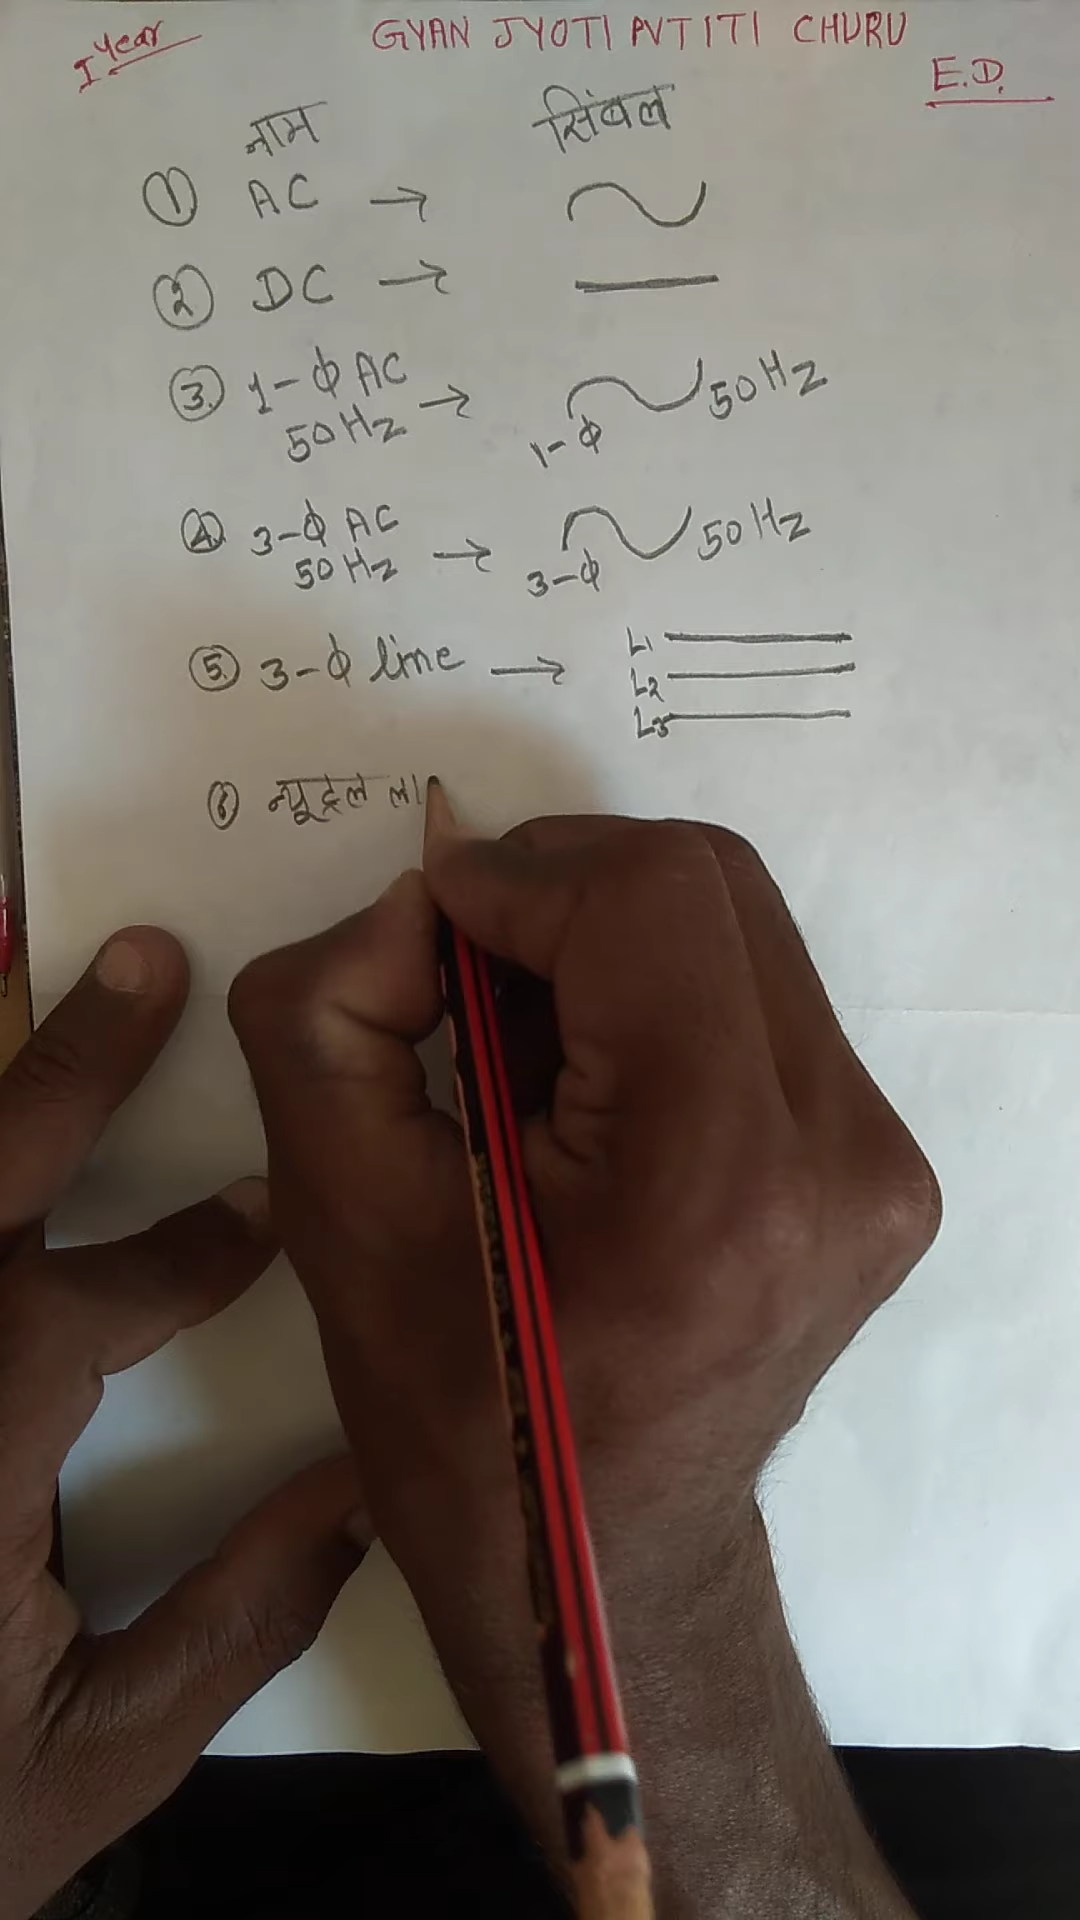 I Year
GYAN JYOTI PVT ITI CHURU
E.D.
नाम सिंबल
① AC → ~
② DC → —
③ 1-ϕ AC 50 Hz → 1-ϕ ~ 50 Hz
④ 3-ϕ AC 50 Hz → 3-ϕ ~ 50 Hz
⑤ 3-ϕ line → L1
L2
L3
⑥ न्यूट्रल ला